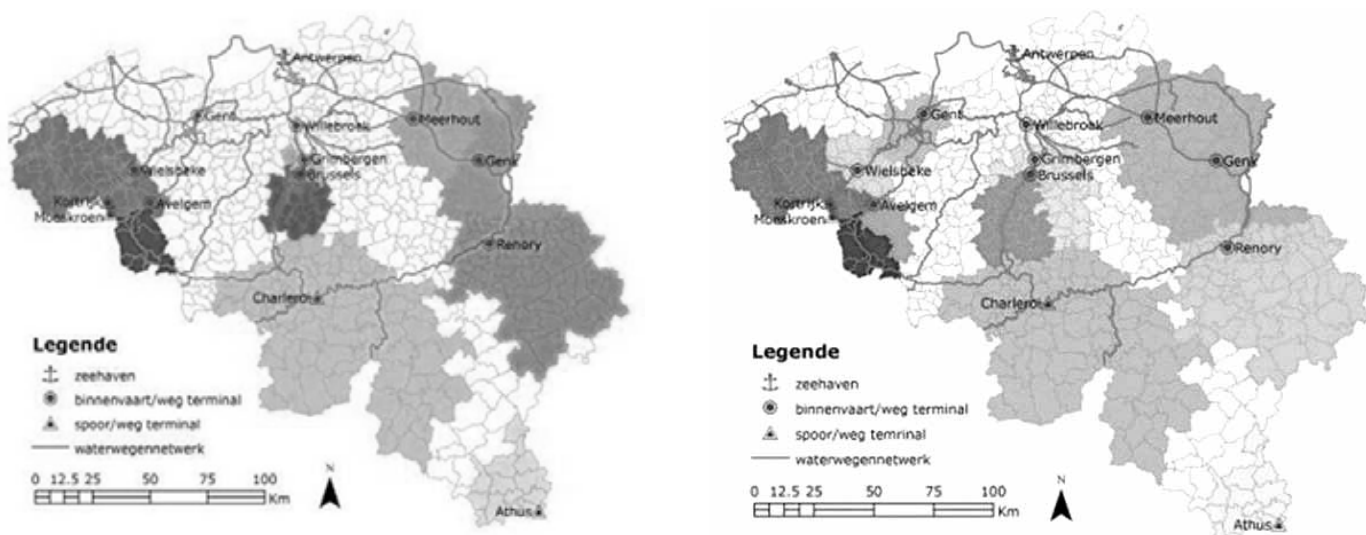 Antwerpen
Gent
Willebroek
Meerhout
Grimbergen
Brussels
Genk
Wielsbeke
Kortrijk
Avelgem
Moeskroen
Renory
Charleroi
Legende
zeehaven
binnenvaart/weg terminal
spoor/weg terminal
waterwegennetwerk
0 12.5 25 50 75 100
Km
N
Athus
Antwerpen
Gent
Willebroek
Meerhout
Grimbergen
Brussels
Genk
Wielsbeke
Kortrijk
Avelgem
Moeskroen
Renory
Charleroi
Legende
zeehaven
binnenvaart/weg terminal
spoor/weg temrinal
waterwegennetwerk
0 12.5 25 50 75 100
Km
N
Athus